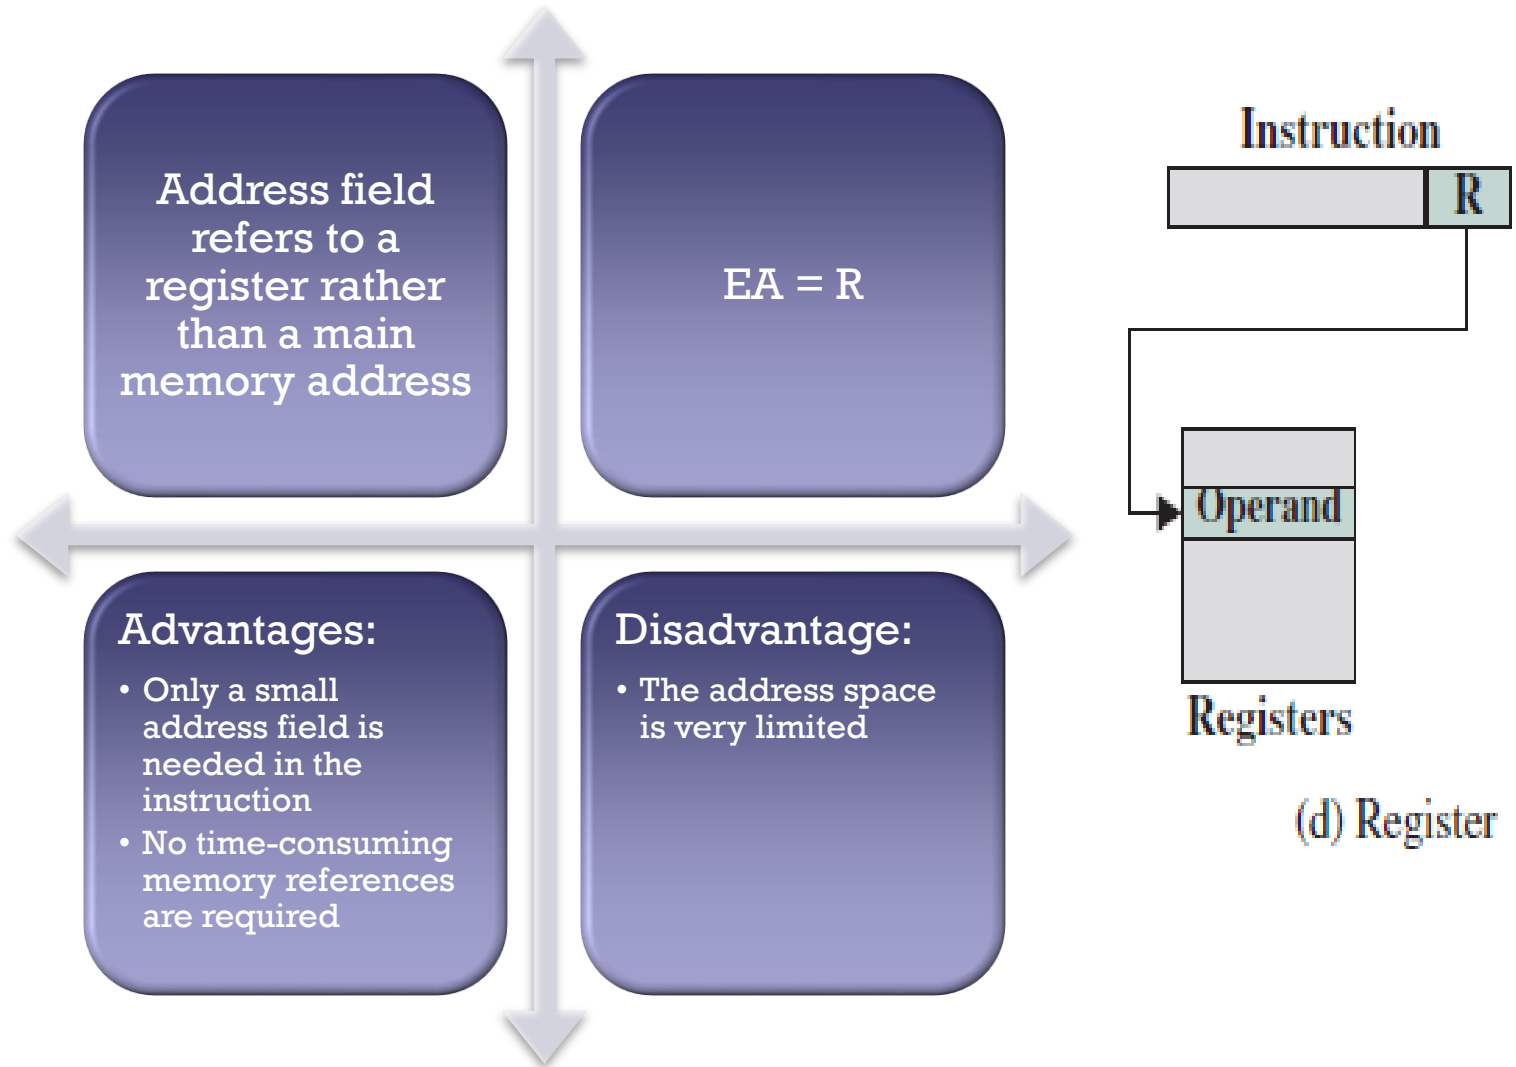 Address field
refers to a
register rather
than a main
memory address
EA = R
Advantages:
• Only a small
address field is
needed in the
instruction
• No time-consuming
memory references
are required
Disadvantage:
• The address space
is very limited
Instruction
R
Operand
Registers
(d) Register